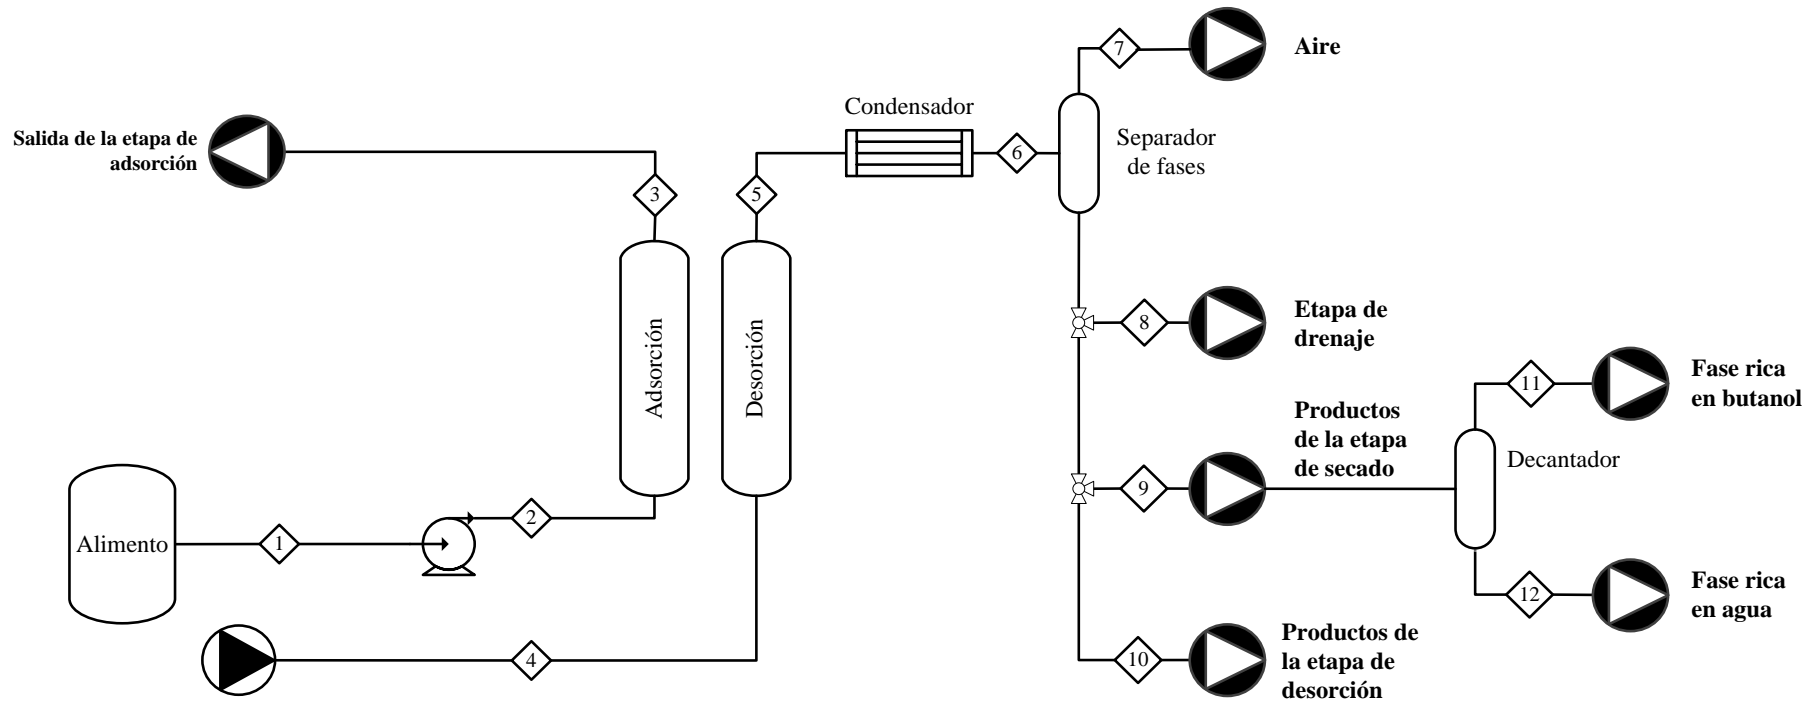 7
Aire
Condensador
Salida de la etapa de
adsorción
Separador
de fases
6
3
5
Etapa de
drenaje
8
Adsorción
Desorción
11
Fase rica
en butanol
Productos
de la etapa
de secado
Decantador
9
2
Alimento
1
12
Fase rica
en agua
4
10
Productos de
la etapa de
desorción